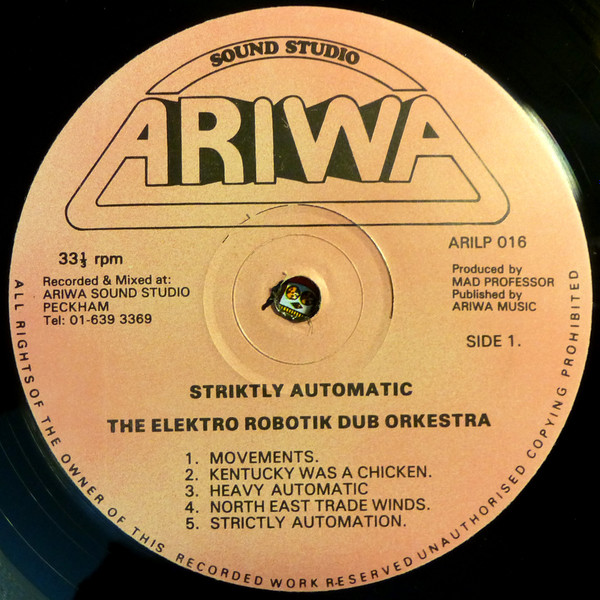 SOUND STUDIO
ARIWA
33⅓ rpm
Recorded & Mixed at:
ARIWA SOUND STUDIO
PECKHAM
Tel: 01-639 3369
ARILP 016
Produced by
MAD PROFESSOR
Published by
ARIWA MUSIC
SIDE 1.
STRIKTLY AUTOMATIC
THE ELEKTRO ROBOTIK DUB ORKESTRA
1. MOVEMENTS.
2. KENTUCKY WAS A CHICKEN.
3. HEAVY AUTOMATIC
4. NORTH EAST TRADE WINDS.
5. STRICTLY AUTOMATION.
ALL RIGHTS OF THE OWNER OF THIS RECORDED WORK RESERVED UNAUTHORISED COPYING PROHIBITED